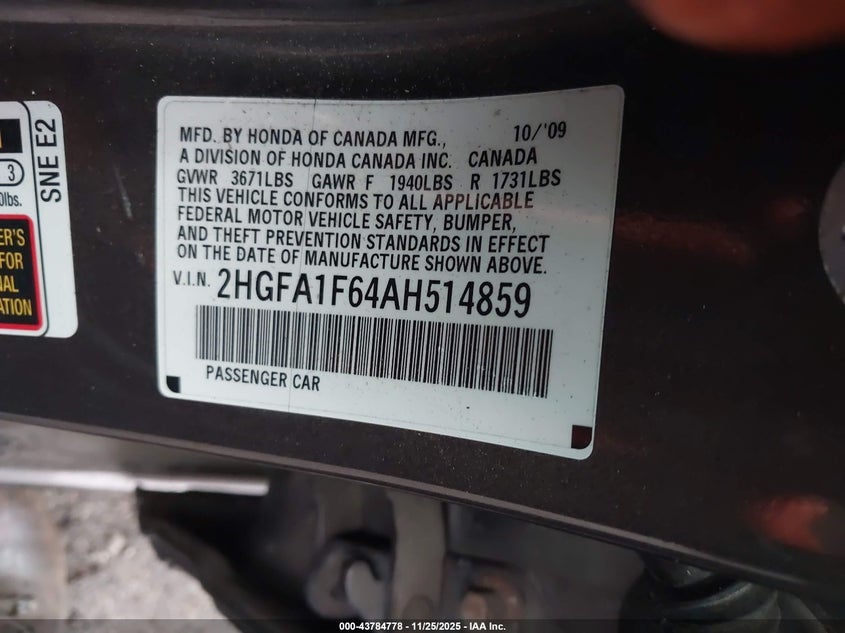 SNE E2
3
0lbs.
ER'S
FOR
NAL
ATION
MFD. BY HONDA OF CANADA MFG., 10/'09
A DIVISION OF HONDA CANADA INC. CANADA
GVWR 3671LBS GAWR F 1940LBS R 1731LBS
THIS VEHICLE CONFORMS TO ALL APPLICABLE
FEDERAL MOTOR VEHICLE SAFETY, BUMPER,
AND THEFT PREVENTION STANDARDS IN EFFECT
ON THE DATE OF MANUFACTURE SHOWN ABOVE.
V.I.N. 2HGFA1F64AH514859
PASSENGER CAR
000-43784778 - 11/25/2025 - IAA Inc.